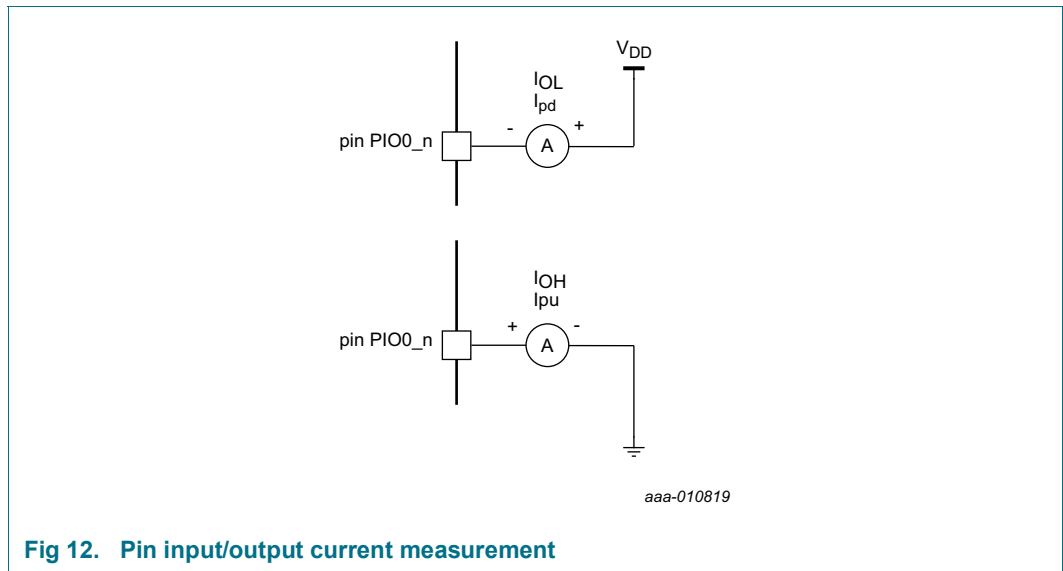 VDD
IOL
Ipd
pin PIO0_n
-
+
A
IOH
Ipu
pin PIO0_n
+
-
A
aaa-010819
Fig 12. Pin input/output current measurement